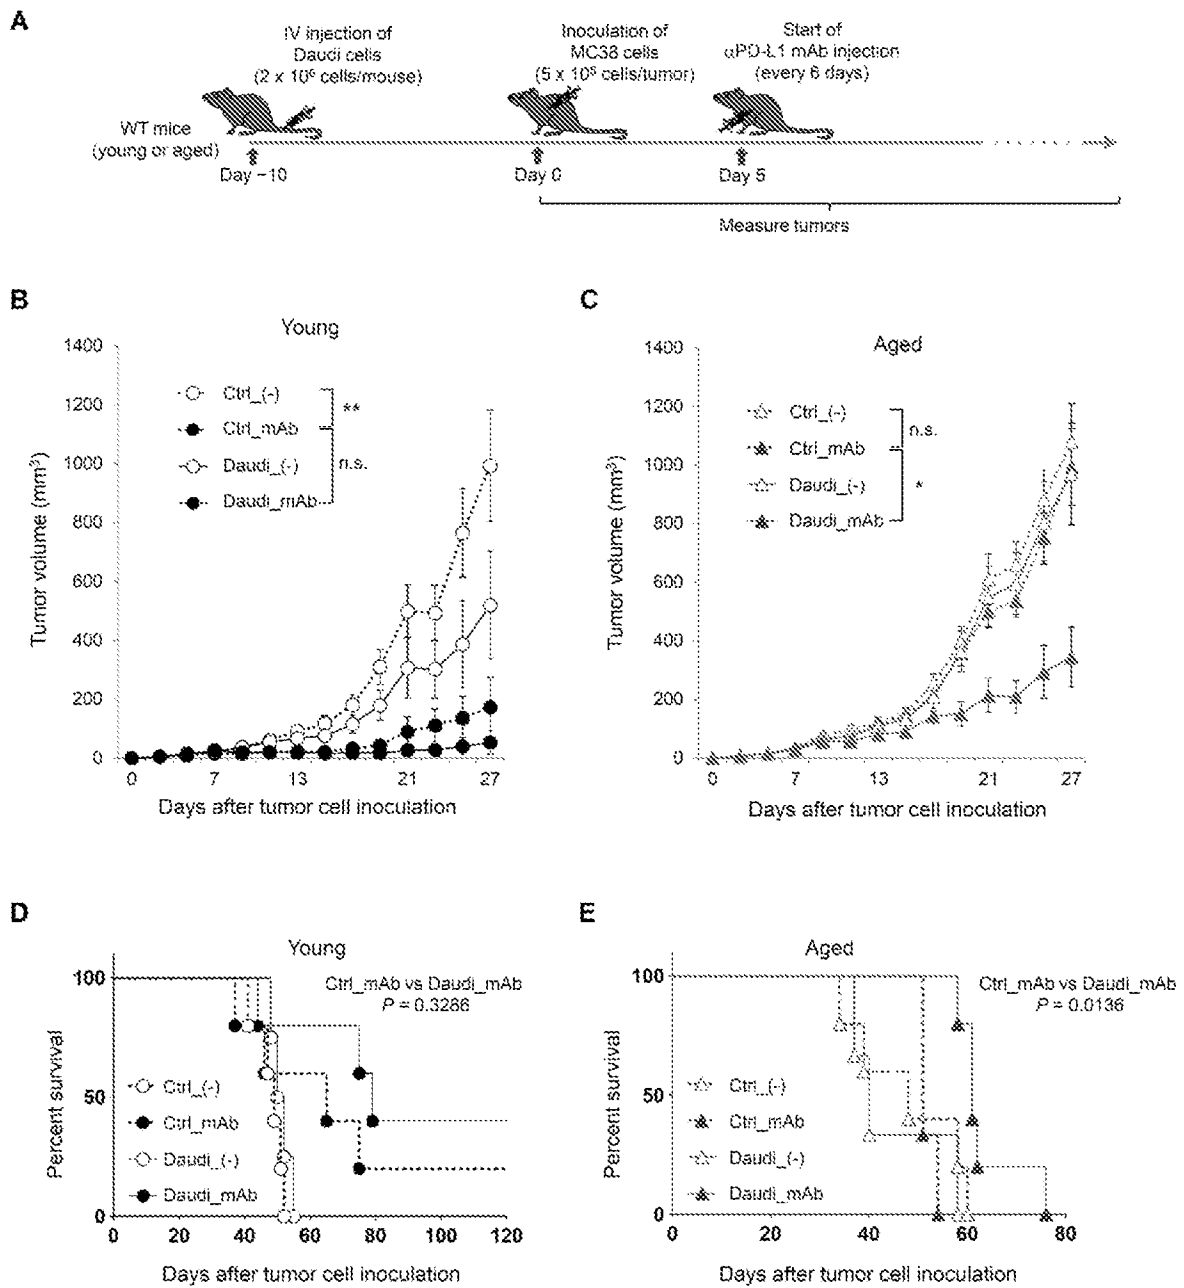 A
IV injection of
Daudi cells
(2 x 10⁶ cells/mouse)
Inoculation of
MC38 cells
(5 x 10⁵ cells/tumor)
Start of
αPD-L1 mAb injection
(every 6 days)
WT mice
(young or aged)
Day −10
Day 0
Day 5
Measure tumors
B
Young
Tumor volume (mm³)
1400
1200
1000
800
600
400
200
0
Ctrl_(-)
Ctrl_mAb
Daudi_(-)
Daudi_mAb
**
n.s.
0 7 13 21 27
Days after tumor cell inoculation
C
Aged
Tumor volume (mm³)
1400
1200
1000
800
600
400
200
0
Ctrl_(-)
Ctrl_mAb
Daudi_(-)
Daudi_mAb
n.s.
*
0 7 13 21 27
Days after tumor cell inoculation
D
Young
Ctrl_mAb vs Daudi_mAb
P = 0.3286
Percent survival
100
50
0
Ctrl_(-)
Ctrl_mAb
Daudi_(-)
Daudi_mAb
0 20 40 60 80 100 120
Days after tumor cell inoculation
E
Aged
Ctrl_mAb vs Daudi_mAb
P = 0.0136
Percent survival
100
50
0
Ctrl_(-)
Ctrl_mAb
Daudi_(-)
Daudi_mAb
0 20 40 60 80
Days after tumor cell inoculation